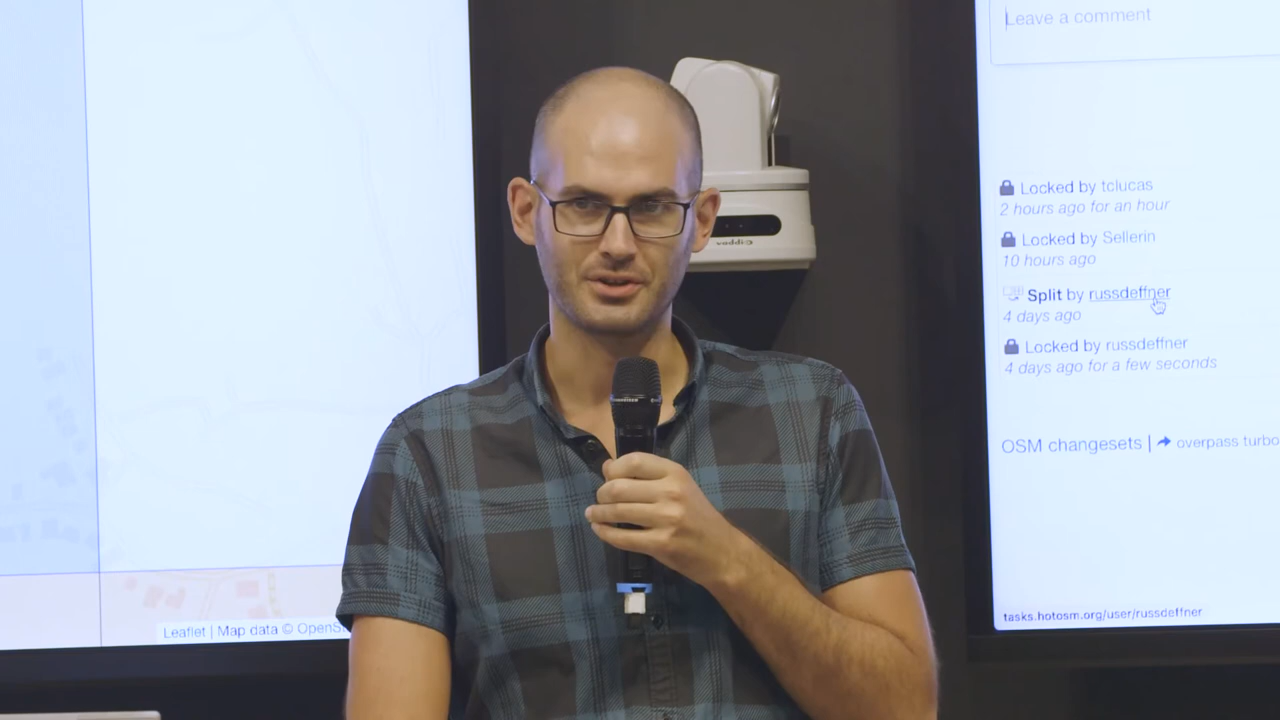 Leave a comment
Locked by tclucas
2 hours ago for an hour
Locked by Sellerin
10 hours ago
Split by russdeffner
4 days ago
Locked by russdeffner
4 days ago for a few seconds
OSM changesets | overpass turbo
tasks.hotosm.org/user/russdeffner
Leaflet | Map data © OpenSt